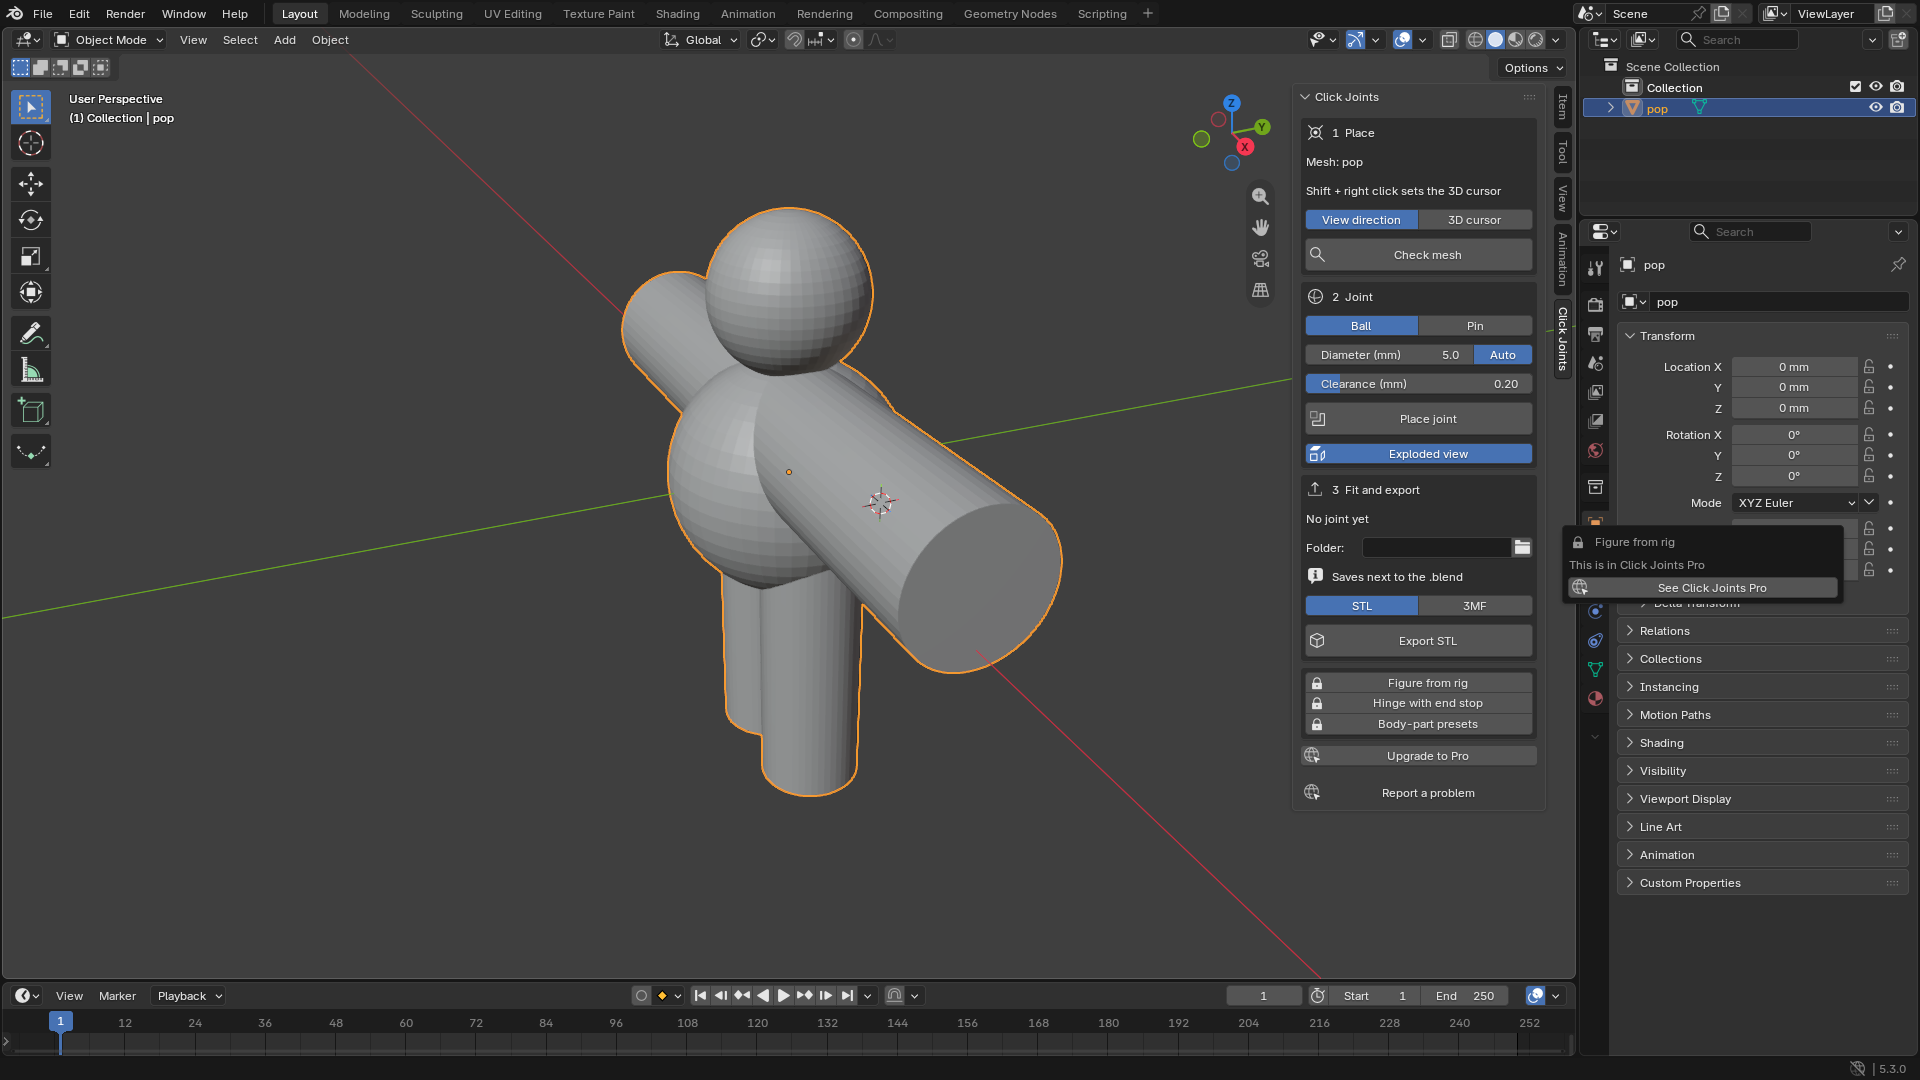 File Edit Render Window Help Layout Modeling Sculpting UV Editing Texture Paint Shading Animation Rendering Compositing Geometry Nodes Scripting Scene ViewLayer
Object Mode View Select Add Object Global Search
Options
User Perspective
(1) Collection | pop
Z
Y
X
Click Joints
1 Place
Mesh: pop
Shift + right click sets the 3D cursor
View direction 3D cursor
Check mesh
2 Joint
Ball Pin
Diameter (mm) 5.0 Auto
Clearance (mm) 0.20
Place joint
Exploded view
3 Fit and export
No joint yet
Folder:
Saves next to the .blend
STL 3MF
Export STL
Figure from rig
Hinge with end stop
Body-part presets
Upgrade to Pro
Report a problem
Item
Tool
View
Animation
Click Joints
Scene Collection
Collection
pop
Search
pop
pop
Transform
Location X 0 mm
Y 0 mm
Z 0 mm
Rotation X 0°
Y 0°
Z 0°
Mode XYZ Euler
Figure from rig
This is in Click Joints Pro
See Click Joints Pro
Relations
Collections
Instancing
Motion Paths
Shading
Visibility
Viewport Display
Line Art
Animation
Custom Properties
View Marker Playback 1 Start 1 End 250
1 12 24 36 48 60 72 84 96 108 120 132 144 156 168 180 192 204 216 228 240 252
5.3.0